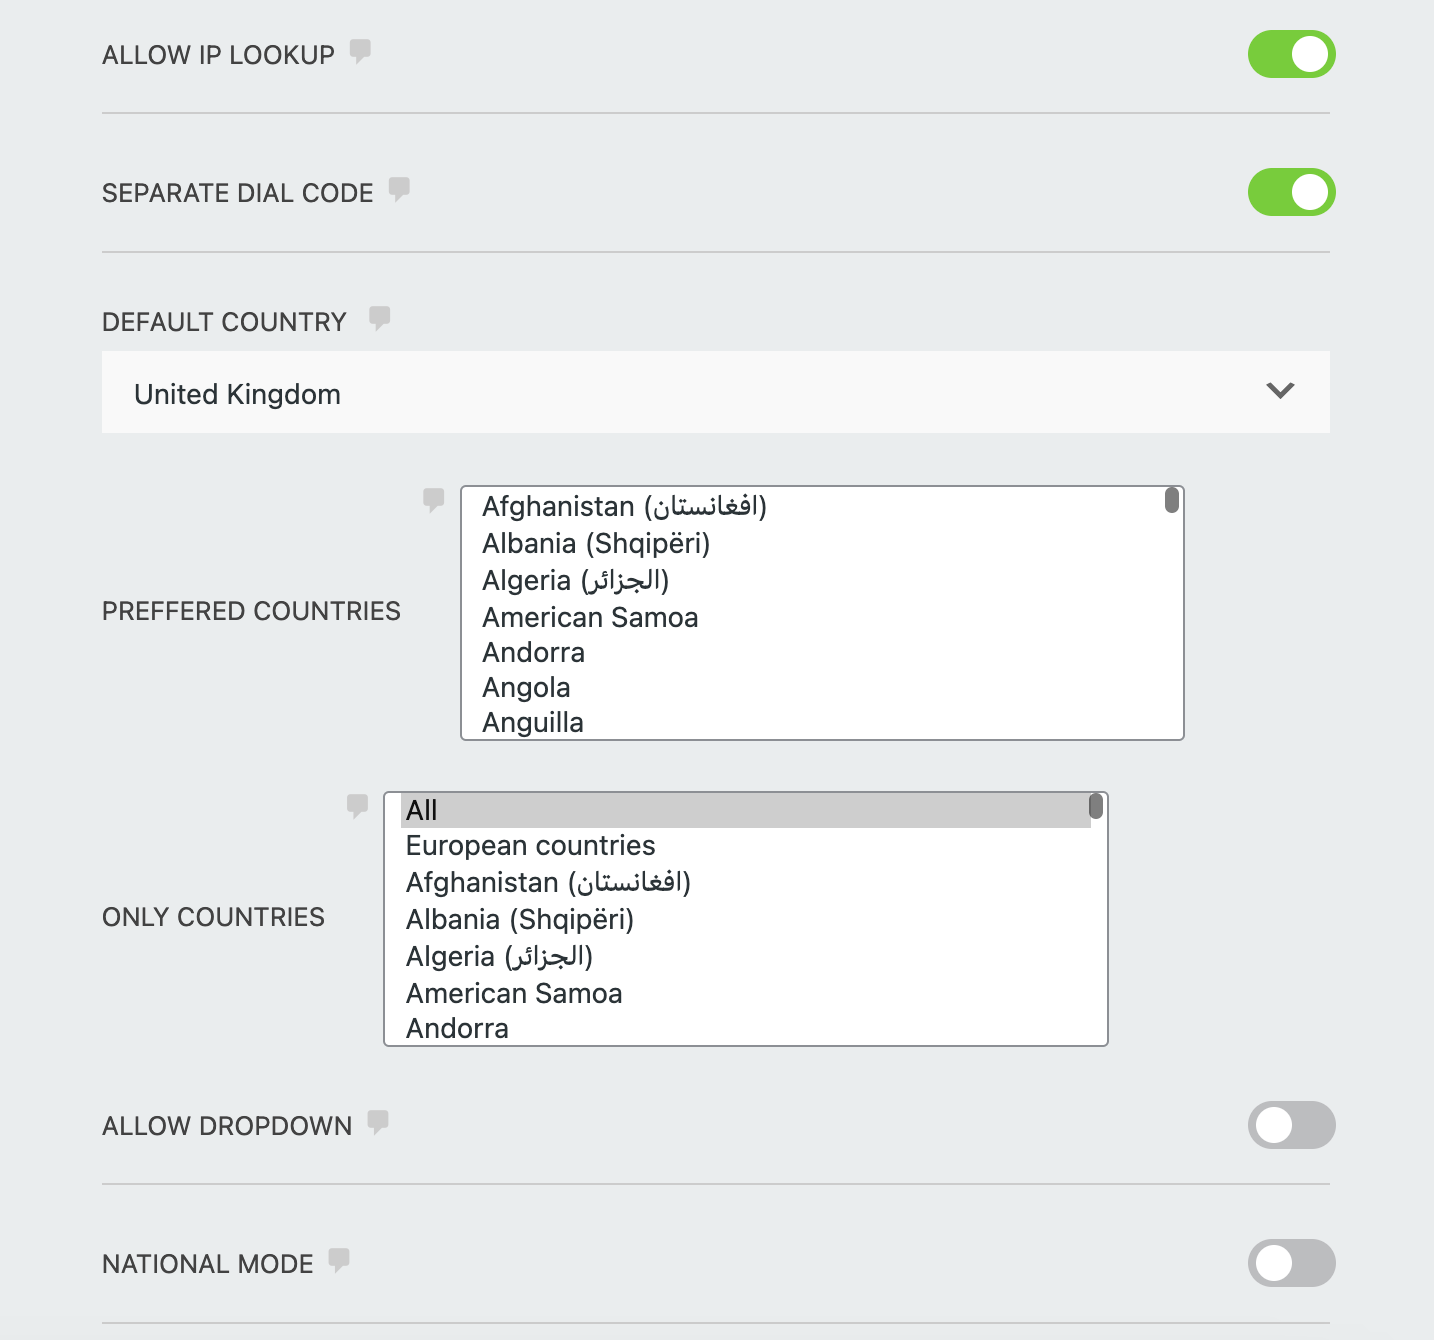 ALLOW IP LOOKUP
SEPARATE DIAL CODE
DEFAULT COUNTRY
United Kingdom
PREFFERED COUNTRIES
Afghanistan (افغانستان)
Albania (Shqipëri)
Algeria (الجزائر)
American Samoa
Andorra
Angola
Anguilla
ONLY COUNTRIES
All
European countries
Afghanistan (افغانستان)
Albania (Shqipëri)
Algeria (الجزائر)
American Samoa
Andorra
ALLOW DROPDOWN
NATIONAL MODE